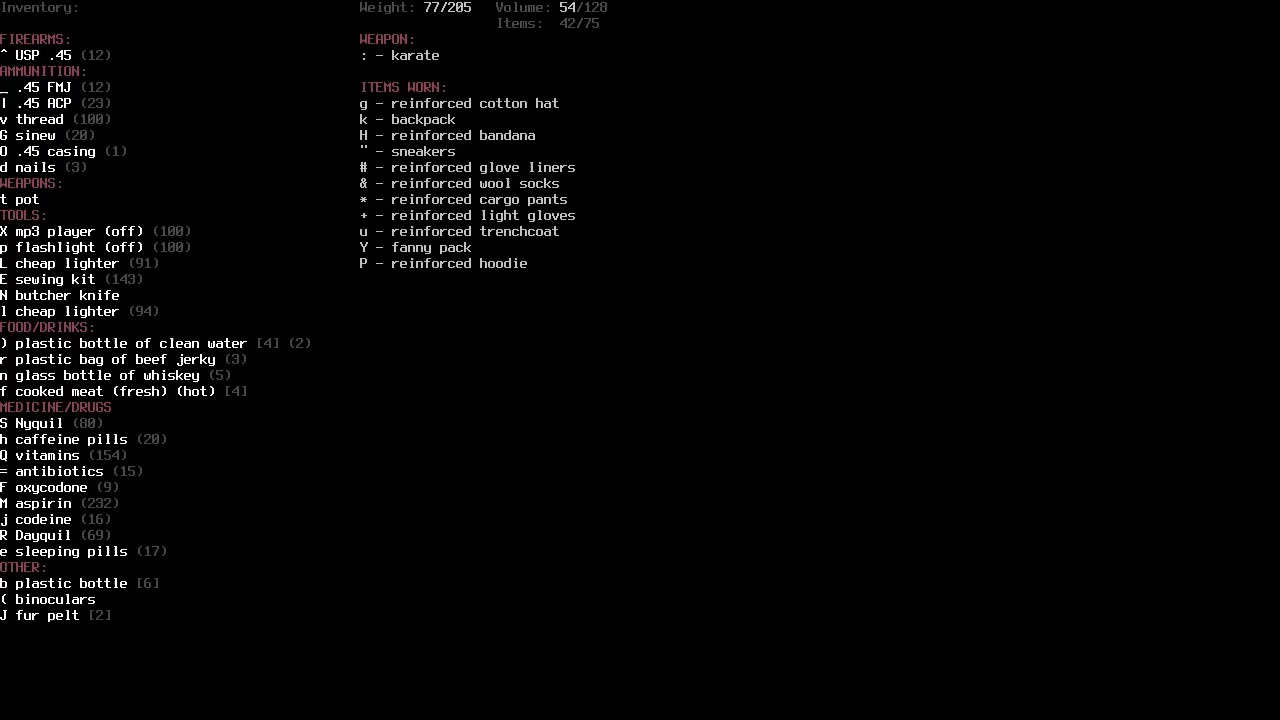 Inventory:
Weight: 77/205 Volume: 54/128
Items: 42/75
FIREARMS:
^ USP .45 (12)
AMMUNITION:
_ .45 FMJ (12)
| .45 ACP (23)
v thread (100)
G sinew (20)
O .45 casing (1)
d nails (3)
WEAPONS:
t pot
TOOLS:
X mp3 player (off) (100)
p flashlight (off) (100)
L cheap lighter (91)
E sewing kit (143)
N butcher knife
l cheap lighter (94)
FOOD/DRINKS:
) plastic bottle of clean water [4] (2)
r plastic bag of beef jerky (3)
n glass bottle of whiskey (5)
f cooked meat (fresh) (hot) [4]
MEDICINE/DRUGS
S Nyquil (80)
h caffeine pills (20)
Q vitamins (154)
= antibiotics (15)
F oxycodone (9)
M aspirin (232)
j codeine (16)
R Dayquil (69)
e sleeping pills (17)
OTHER:
b plastic bottle [6]
( binoculars
J fur pelt [2]
WEAPON:
: - karate
ITEMS WORN:
g - reinforced cotton hat
k - backpack
H - reinforced bandana
" - sneakers
# - reinforced glove liners
& - reinforced wool socks
* - reinforced cargo pants
+ - reinforced light gloves
u - reinforced trenchcoat
Y - fanny pack
P - reinforced hoodie